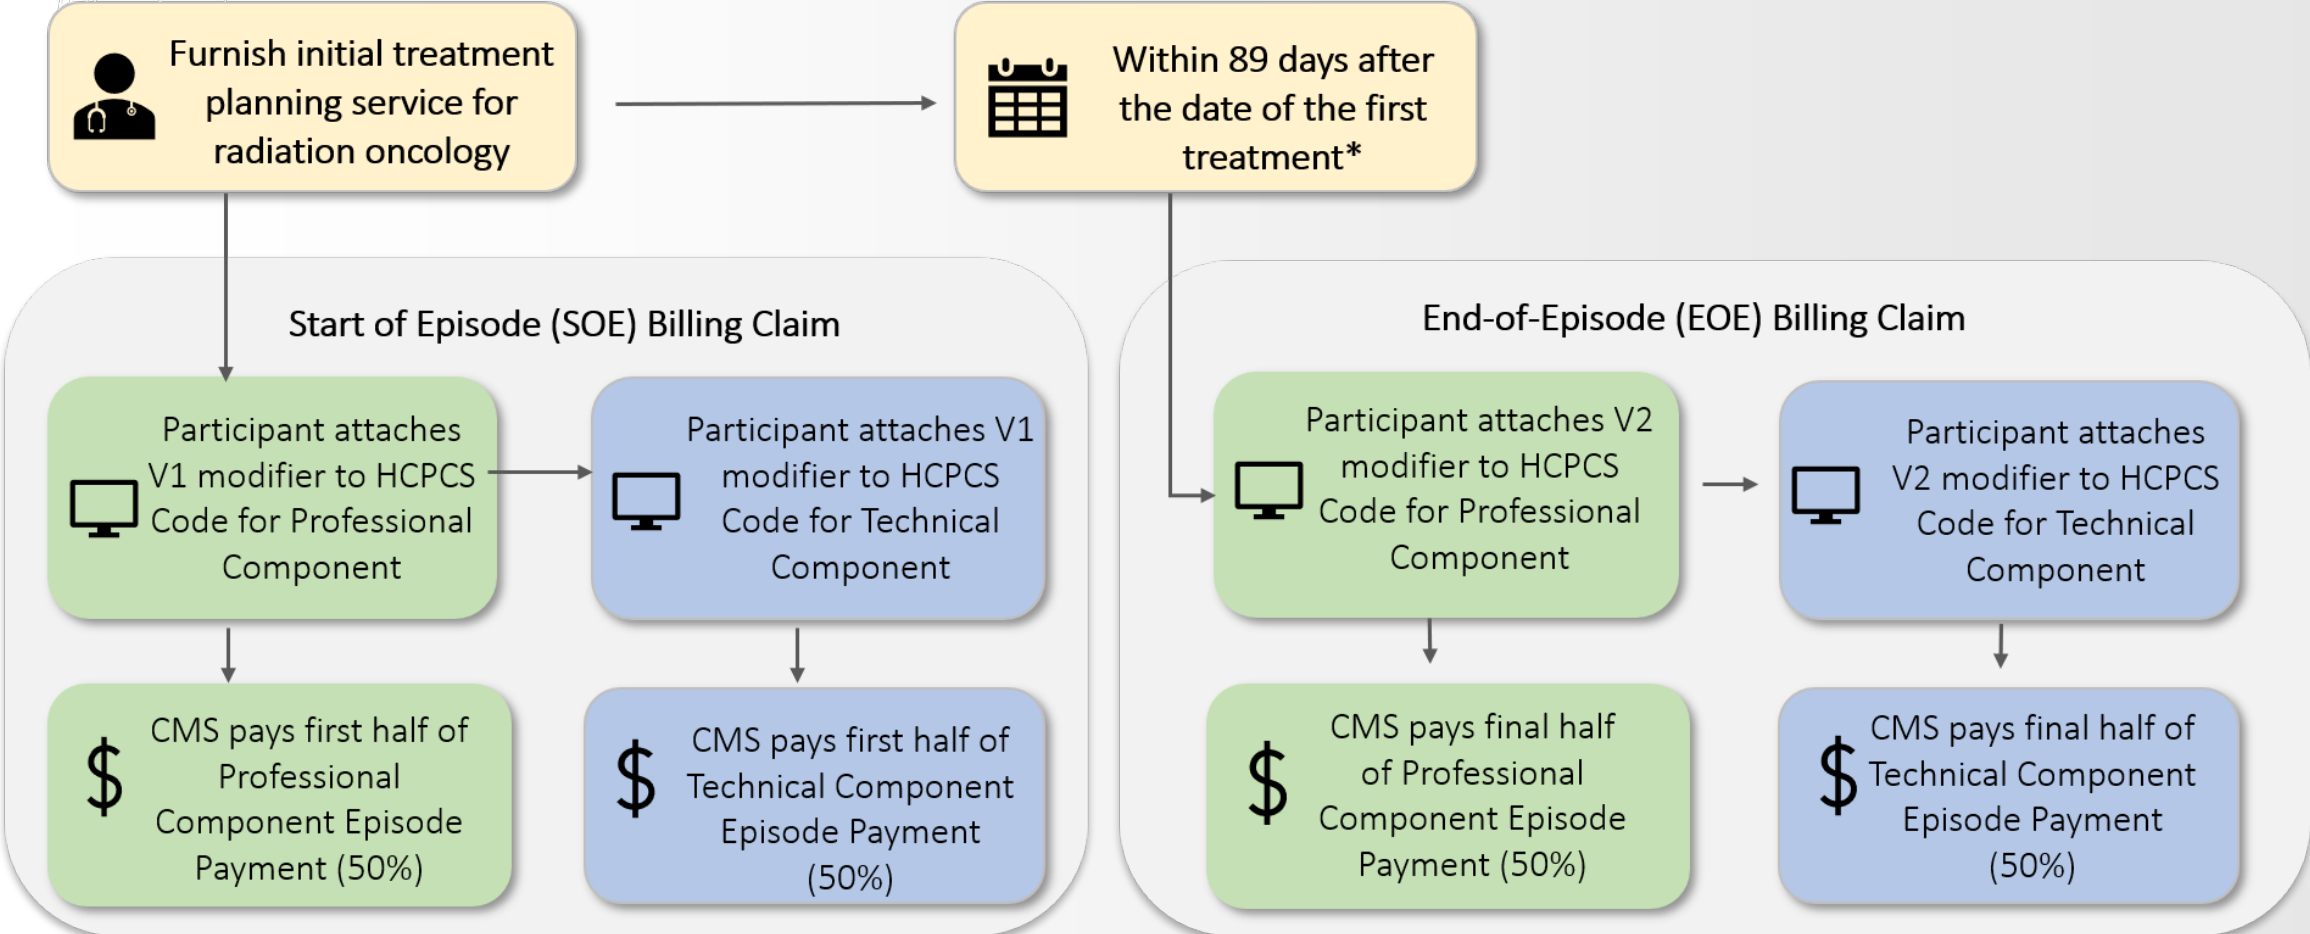 Furnish initial treatment
planning service for
radiation oncology
Within 89 days after
the date of the first
treatment*
Start of Episode (SOE) Billing Claim
Participant attaches
V1 modifier to HCPCS
Code for Professional
Component
Participant attaches V1
modifier to HCPCS
Code for Technical
Component
CMS pays first half of
Professional
Component Episode
Payment (50%)
CMS pays first half of
Technical Component
Episode Payment
(50%)
End-of-Episode (EOE) Billing Claim
Participant attaches V2
modifier to HCPCS
Code for Professional
Component
Participant attaches
V2 modifier to HCPCS
Code for Technical
Component
CMS pays final half
of Professional
Component Episode
Payment (50%)
CMS pays final half of
Technical Component
Episode Payment
(50%)